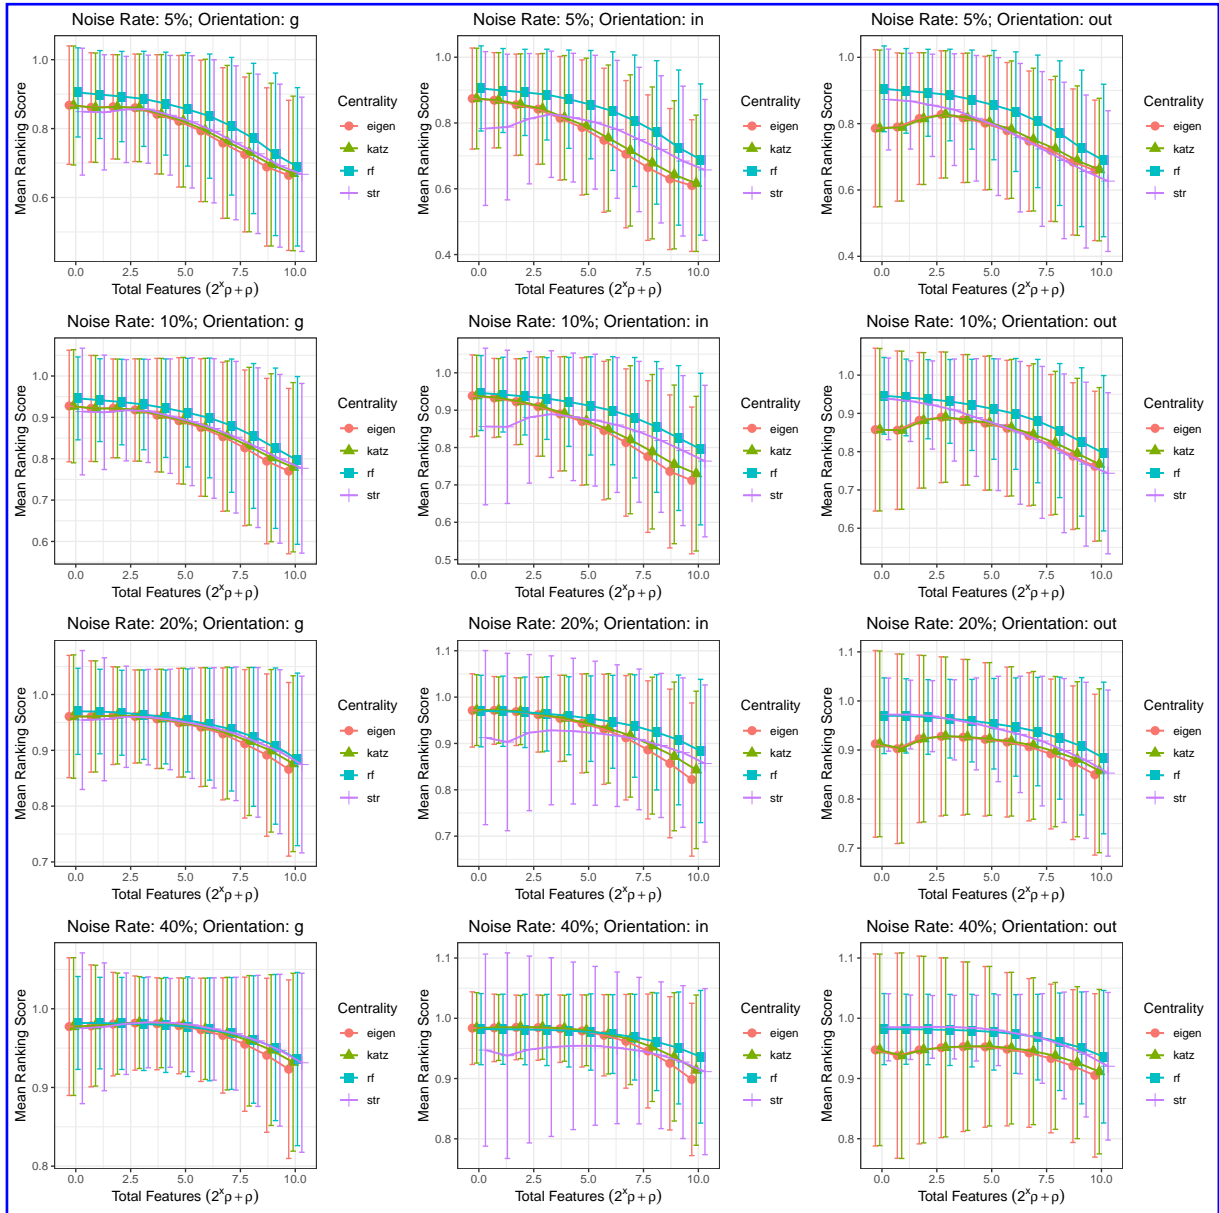 Noise Rate: 5%; Orientation: g
Mean Ranking Score
1.0
0.8
0.6
0.0 2.5 5.0 7.5 10.0
Total Features (2^xρ+ρ)
Centrality
eigen
katz
rf
str
Noise Rate: 5%; Orientation: in
Mean Ranking Score
1.0
0.8
0.6
0.4
0.0 2.5 5.0 7.5 10.0
Total Features (2^xρ+ρ)
Centrality
eigen
katz
rf
str
Noise Rate: 5%; Orientation: out
Mean Ranking Score
1.0
0.8
0.6
0.4
0.0 2.5 5.0 7.5 10.0
Total Features (2^xρ+ρ)
Centrality
eigen
katz
rf
str
Noise Rate: 10%; Orientation: g
Mean Ranking Score
1.0
0.9
0.8
0.7
0.6
0.0 2.5 5.0 7.5 10.0
Total Features (2^xρ+ρ)
Centrality
eigen
katz
rf
str
Noise Rate: 10%; Orientation: in
Mean Ranking Score
1.0
0.9
0.8
0.7
0.6
0.5
0.0 2.5 5.0 7.5 10.0
Total Features (2^xρ+ρ)
Centrality
eigen
katz
rf
str
Noise Rate: 10%; Orientation: out
Mean Ranking Score
1.0
0.9
0.8
0.7
0.6
0.0 2.5 5.0 7.5 10.0
Total Features (2^xρ+ρ)
Centrality
eigen
katz
rf
str
Noise Rate: 20%; Orientation: g
Mean Ranking Score
1.0
0.9
0.8
0.7
0.0 2.5 5.0 7.5 10.0
Total Features (2^xρ+ρ)
Centrality
eigen
katz
rf
str
Noise Rate: 20%; Orientation: in
Mean Ranking Score
1.1
1.0
0.9
0.8
0.7
0.0 2.5 5.0 7.5 10.0
Total Features (2^xρ+ρ)
Centrality
eigen
katz
rf
str
Noise Rate: 20%; Orientation: out
Mean Ranking Score
1.1
1.0
0.9
0.8
0.7
0.0 2.5 5.0 7.5 10.0
Total Features (2^xρ+ρ)
Centrality
eigen
katz
rf
str
Noise Rate: 40%; Orientation: g
Mean Ranking Score
1.0
0.9
0.8
0.0 2.5 5.0 7.5 10.0
Total Features (2^xρ+ρ)
Centrality
eigen
katz
rf
str
Noise Rate: 40%; Orientation: in
Mean Ranking Score
1.1
1.0
0.9
0.8
0.0 2.5 5.0 7.5 10.0
Total Features (2^xρ+ρ)
Centrality
eigen
katz
rf
str
Noise Rate: 40%; Orientation: out
Mean Ranking Score
1.1
1.0
0.9
0.8
0.0 2.5 5.0 7.5 10.0
Total Features (2^xρ+ρ)
Centrality
eigen
katz
rf
str